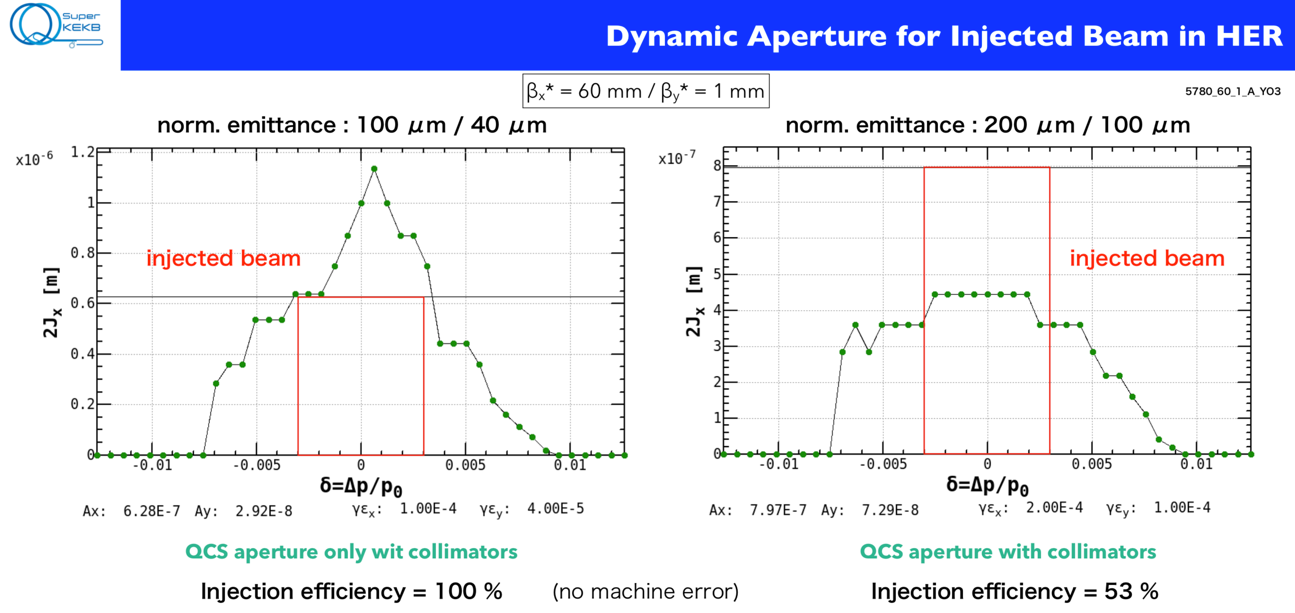 Super
KEKB
Dynamic Aperture for Injected Beam in HER
βx* = 60 mm / βy* = 1 mm
5780_60_1_A_YO3
norm. emittance : 100 μm / 40 μm
x10-6
1.2
1
0.8
0.6
0.4
0.2
0
2Jx [m]
injected beam
-0.01 -0.005 0 0.005 0.01
δ=Δp/p0
Ax: 6.28E-7 Ay: 2.92E-8 γεx: 1.00E-4 γεy: 4.00E-5
QCS aperture only wit collimators
Injection efficiency = 100 %
(no machine error)
norm. emittance : 200 μm / 100 μm
x10-7
8
7
6
5
4
3
2
1
0
2Jx [m]
injected beam
-0.01 -0.005 0 0.005 0.01
δ=Δp/p0
Ax: 7.97E-7 Ay: 7.29E-8 γεx: 2.00E-4 γεy: 1.00E-4
QCS aperture with collimators
Injection efficiency = 53 %